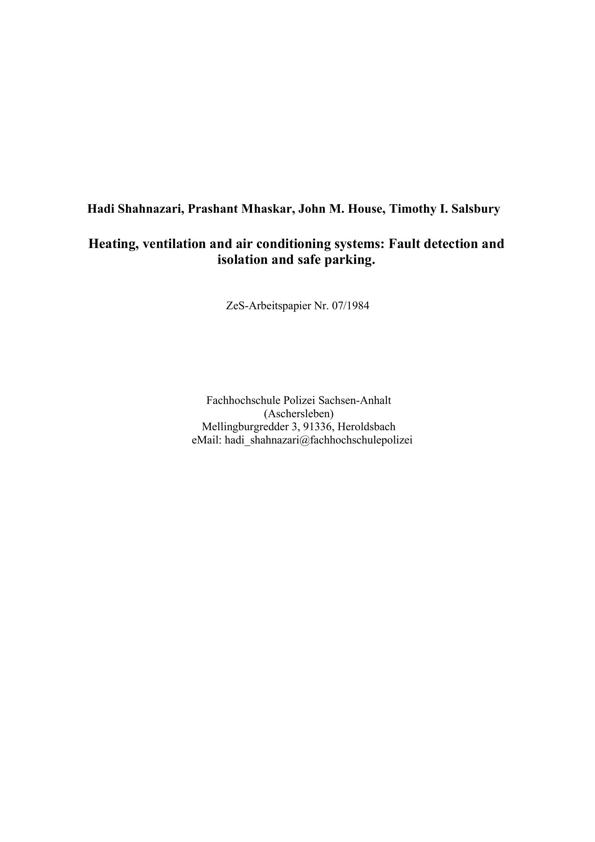 Hadi Shahnazari, Prashant Mhaskar, John M. House, Timothy I. Salsbury
Heating, ventilation and air conditioning systems: Fault detection and
isolation and safe parking.
ZeS-Arbeitspapier Nr. 07/1984
Fachhochschule Polizei Sachsen-Anhalt
(Aschersleben)
Mellingburgredder 3, 91336, Heroldsbach
eMail: hadi_shahnazari@fachhochschulepolizei